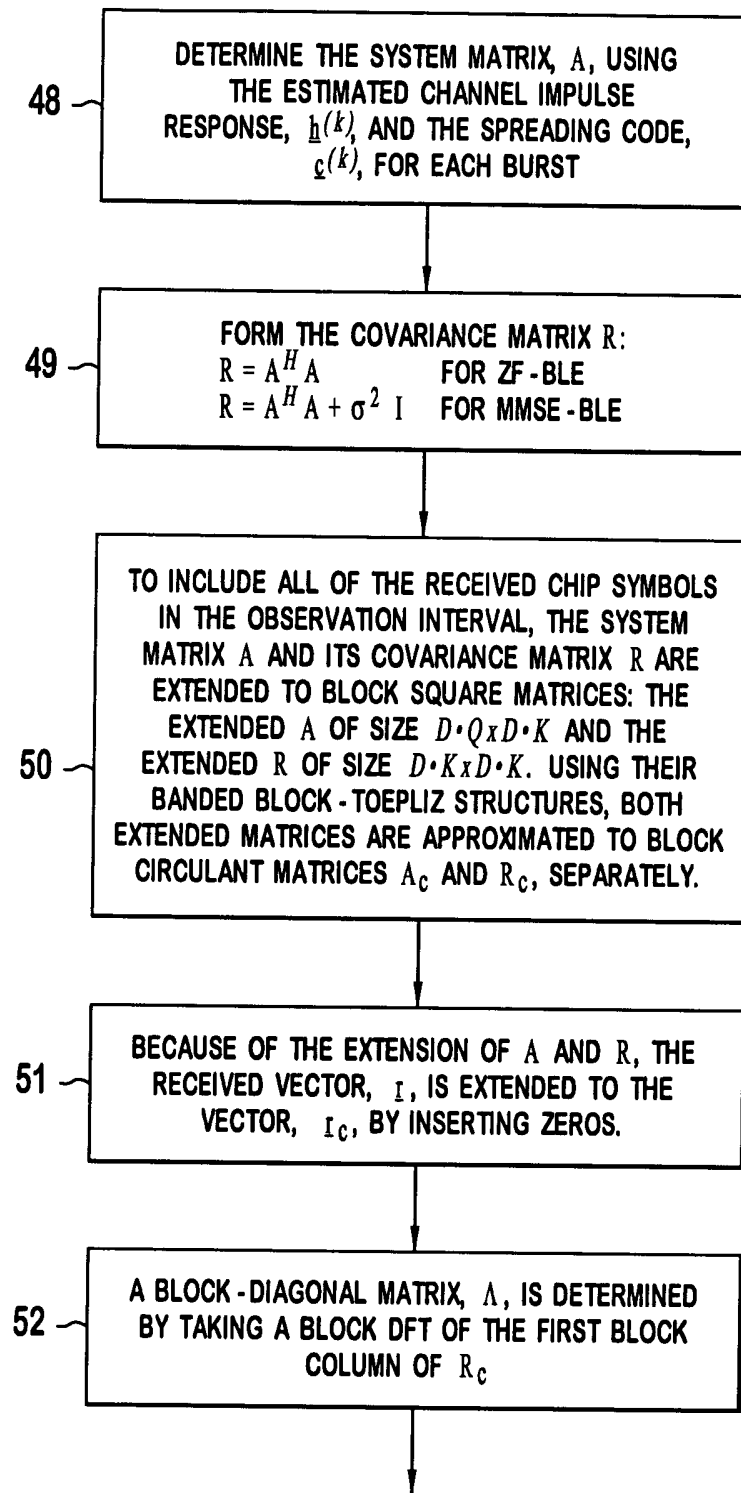 48
DETERMINE THE SYSTEM MATRIX, A, USING
THE ESTIMATED CHANNEL IMPULSE
RESPONSE, h(k), AND THE SPREADING CODE,
c(k), FOR EACH BURST
49
FORM THE COVARIANCE MATRIX R:
R = A^H A FOR ZF-BLE
R = A^H A + σ² I FOR MMSE-BLE
50
TO INCLUDE ALL OF THE RECEIVED CHIP SYMBOLS
IN THE OBSERVATION INTERVAL, THE SYSTEM
MATRIX A AND ITS COVARIANCE MATRIX R ARE
EXTENDED TO BLOCK SQUARE MATRICES: THE
EXTENDED A OF SIZE D•QxD•K AND THE
EXTENDED R OF SIZE D•KxD•K. USING THEIR
BANDED BLOCK-TOEPLIZ STRUCTURES, BOTH
EXTENDED MATRICES ARE APPROXIMATED TO BLOCK
CIRCULANT MATRICES Ac AND Rc, SEPARATELY.
51
BECAUSE OF THE EXTENSION OF A AND R, THE
RECEIVED VECTOR, r, IS EXTENDED TO THE
VECTOR, rc, BY INSERTING ZEROS.
52
A BLOCK-DIAGONAL MATRIX, Λ, IS DETERMINED
BY TAKING A BLOCK DFT OF THE FIRST BLOCK
COLUMN OF Rc